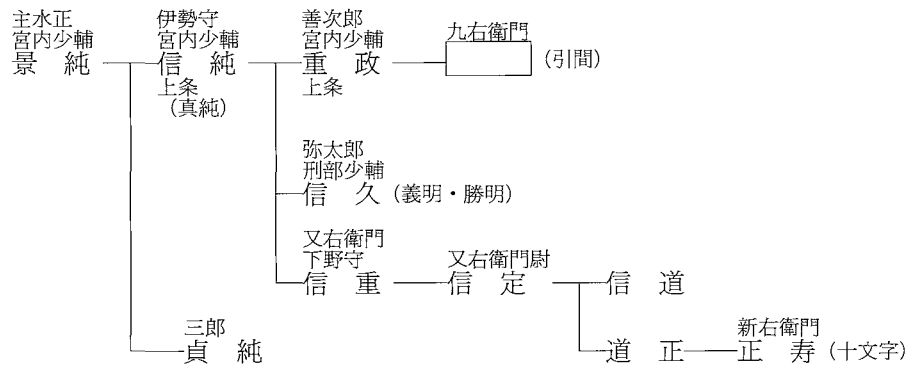 主水正
宮内少輔
景純
伊勢守
宮内少輔
信純
上条
(真純)
善次郎
宮内少輔
重政
上条
九右衛門
(引間)
弥太郎
刑部少輔
信久(義明・勝明)
又右衛門
下野守
信重
又右衛門尉
信定
信道
三郎
貞純
道正
新右衛門
正寿(十文字)